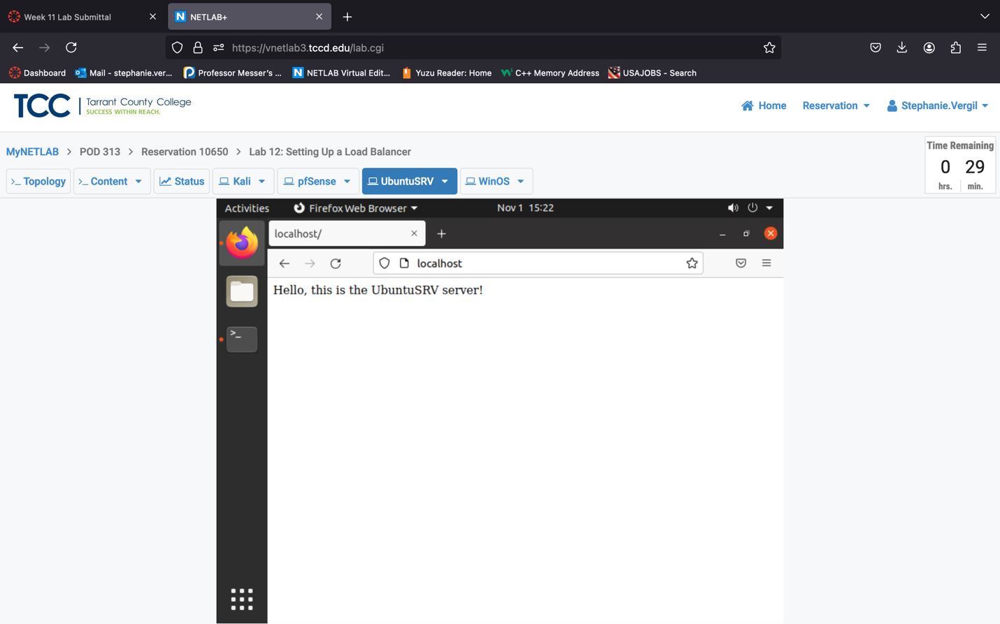 Week 11 Lab Submittal
NETLAB+
https://vnetlab3.tccd.edu/lab.cgi
Dashboard Mail - stephanie.ver... Professor Messer's ... NETLAB Virtual Edit... Yuzu Reader: Home C++ Memory Address USAJOBS - Search
TCC Tarrant County College
SUCCESS WITHIN REACH.
Home Reservation Stephanie.Vergil
MyNETLAB > POD 313 > Reservation 10650 > Lab 12: Setting Up a Load Balancer
Time Remaining
0 29
hrs. min.
>_ Topology >_ Content Status Kali pfSense UbuntuSRV WinOS
Activities Firefox Web Browser Nov 1 15:22
localhost/
localhost
Hello, this is the UbuntuSRV server!